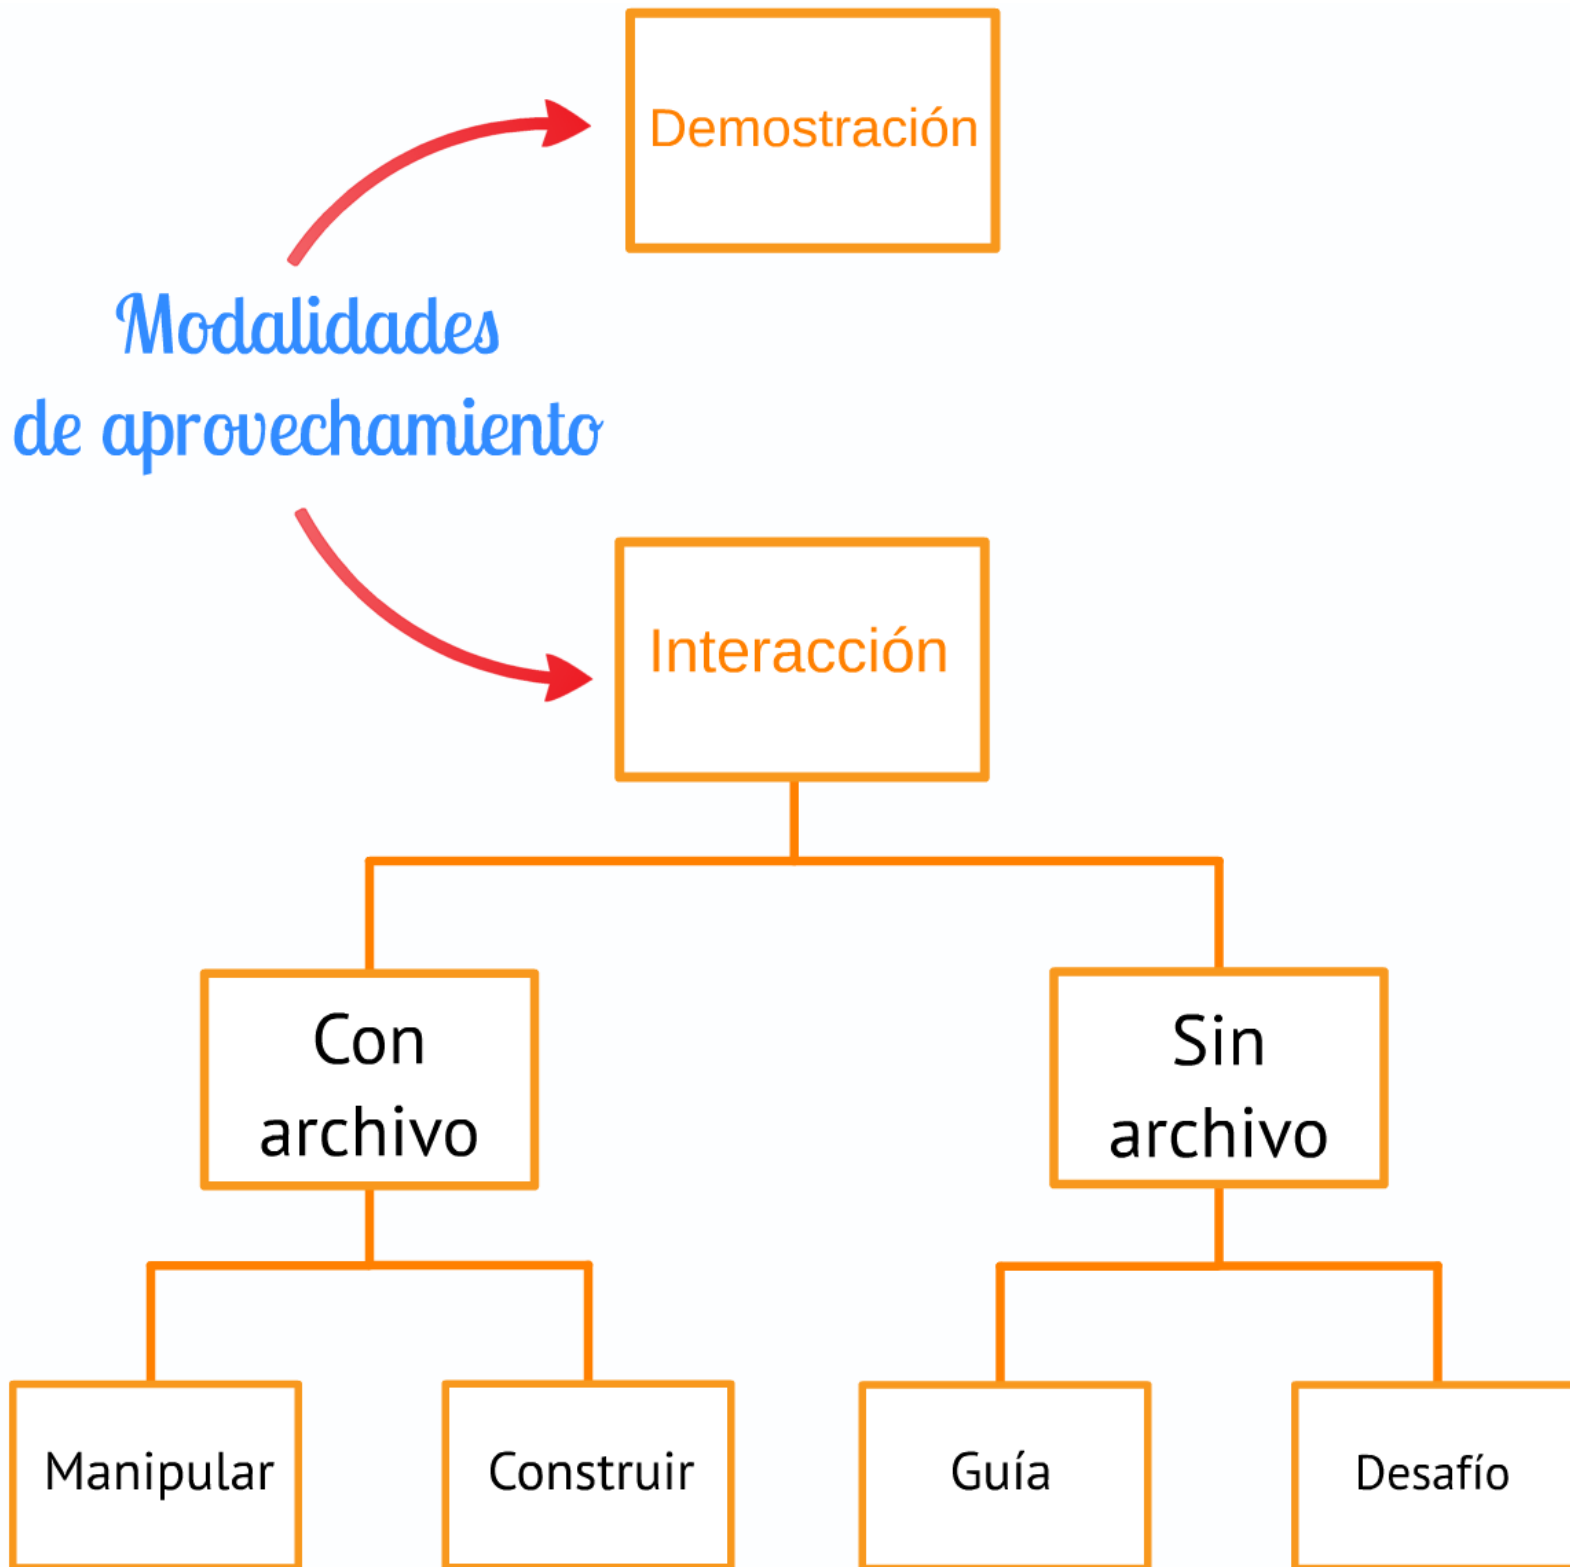 Demostración
Modalidades
de aprovechamiento
Interacción
Con
archivo
Sin
archivo
Manipular
Construir
Guía
Desafío